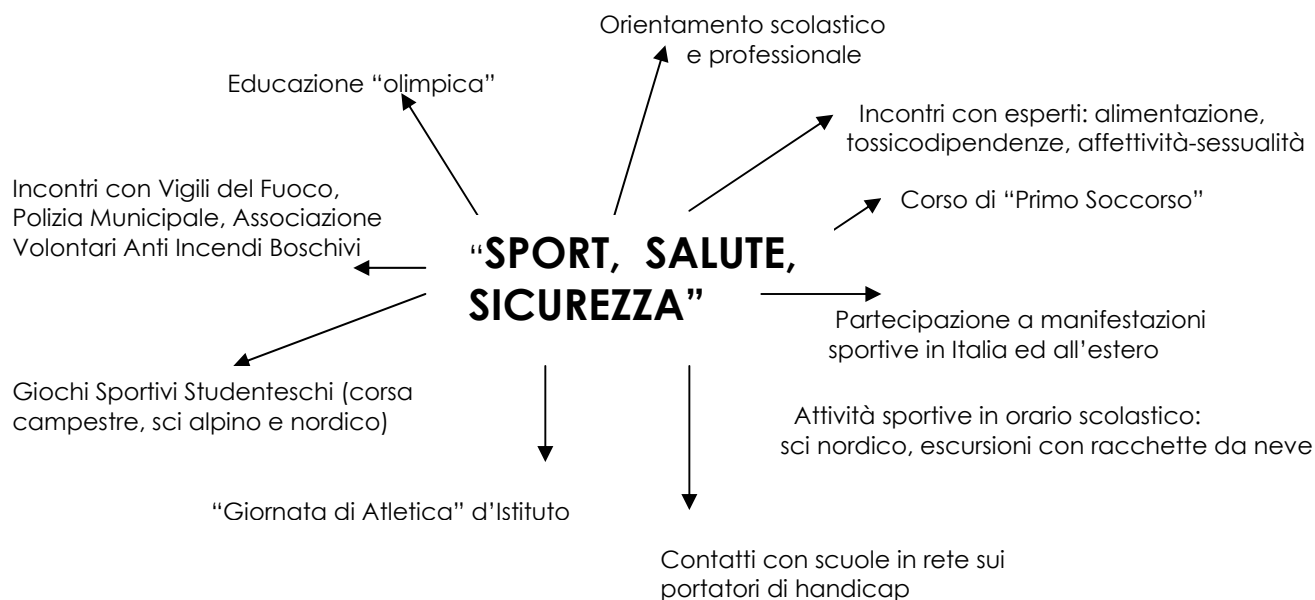 Orientamento scolastico
e professionale
Educazione “olimpica”
Incontri con esperti: alimentazione,
tossicodipendenze, affettività-sessualità
Incontri con Vigili del Fuoco,
Polizia Municipale, Associazione
Volontari Anti Incendi Boschivi
Corso di “Primo Soccorso”
“SPORT, SALUTE,
SICUREZZA”
Partecipazione a manifestazioni
sportive in Italia ed all’estero
Giochi Sportivi Studenteschi (corsa
campestre, sci alpino e nordico)
Attività sportive in orario scolastico:
sci nordico, escursioni con racchette da neve
“Giornata di Atletica” d’Istituto
Contatti con scuole in rete sui
portatori di handicap